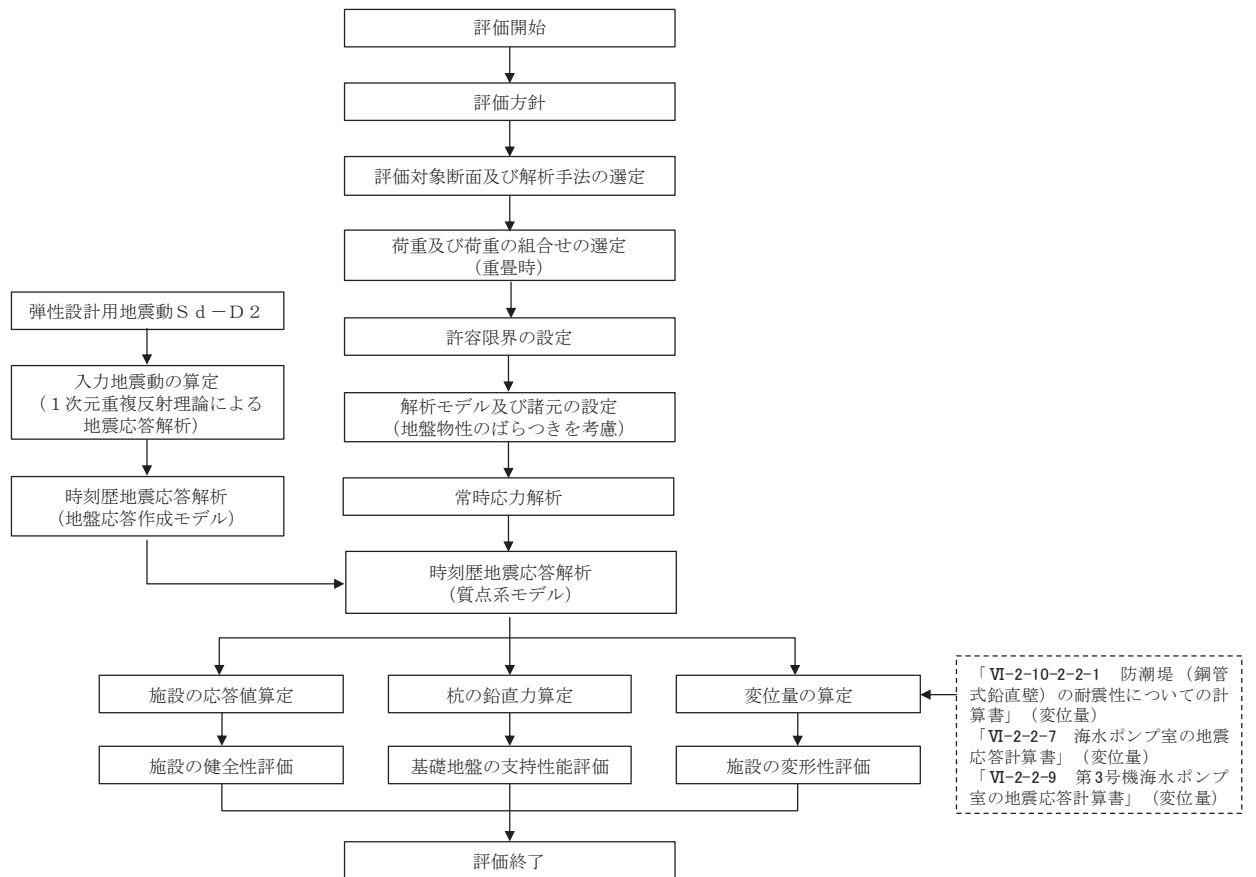 評価開始
評価方針
評価対象断面及び解析手法の選定
荷重及び荷重の組合せの選定
（重畳時）
弾性設計用地震動Ｓｄ－Ｄ２
許容限界の設定
入力地震動の算定
（１次元重複反射理論による
地震応答解析）
解析モデル及び諸元の設定
（地盤物性のばらつきを考慮）
時刻歴地震応答解析
（地盤応答作成モデル）
常時応力解析
時刻歴地震応答解析
（質点系モデル）
施設の応答値算定
杭の鉛直力算定
変位量の算定
「Ⅵ-2-10-2-2-1　防潮堤（鋼管
式鉛直壁）の耐震性についての計
算書」（変位量）
「Ⅵ-2-2-7　海水ポンプ室の地震
応答計算書」（変位量）
「Ⅵ-2-2-9　第3号機海水ポンプ
室の地震応答計算書」（変位量）
施設の健全性評価
基礎地盤の支持性能評価
施設の変形性評価
評価終了